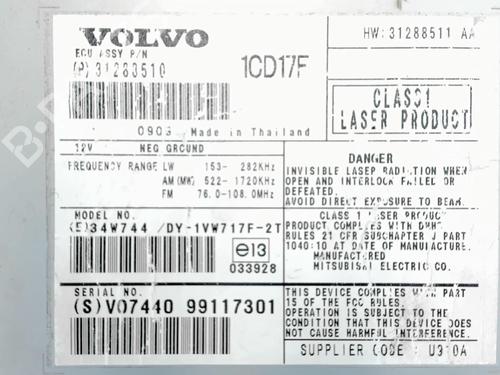 VOLVO
HW:31288511 AA
ECU ASSY P/N
(P)31288510
1CD17F
CLASS1
LASER PRODUCT
0903 Made in Thailand
12V NEG GROUND
FREQUENCY RANGE LW 153- 282KHz
AM(MW) 522-1720KHz
FM 76.0-108.0MHz
DANGER
INVISIBLE LASER RADIATION WHEN
OPEN AND INTERLOCK FAILED OR
DEFEATED.
AVOID DIRECT EXPOSURE TO BEAM.
CLASS 1 LASER PRODUCT
PRODUCT COMPLIES WITH DHHS
RULES 21 CFR SUBCHAPTER J PART
1040:10 AT DATE OF MANUFACTURE.
MANUFACTURED
MITSUBISHI ELECTRIC CO.
MODEL NO.
(E)34W744 /DY-1VW717F-2T
e13
033928
SERIAL NO.
(S)V07440 99117301
THIS DEVICE COMPLIES WITH PART
15 OF THE FCC RULES.
OPERATION IS SUBJECT TO THE
CONDITION THAT THIS DEVICE DOES
NOT CAUSE HARMFUL INTERFERENCE.
SUPPLIER CODE : U310A